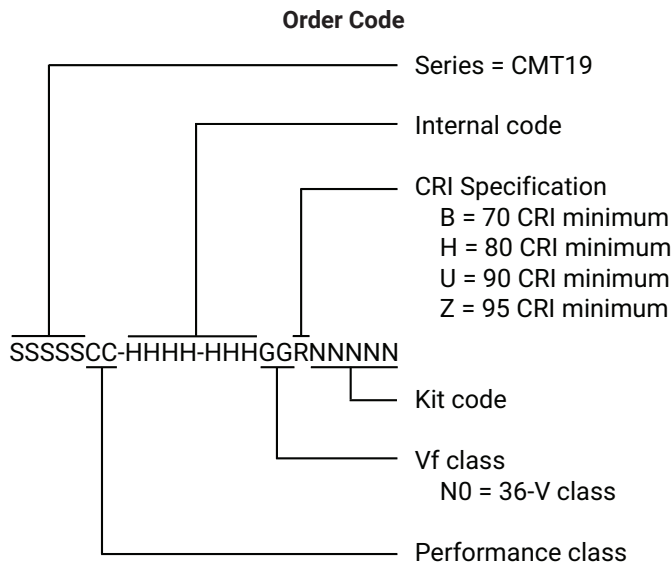 Order Code
Series = CMT19
Internal code
CRI Specification
B = 70 CRI minimum
H = 80 CRI minimum
U = 90 CRI minimum
Z = 95 CRI minimum
SSSSSCC-HHHH-HHHGGRNNNNN
Kit code
Vf class
N0 = 36-V class
Performance class